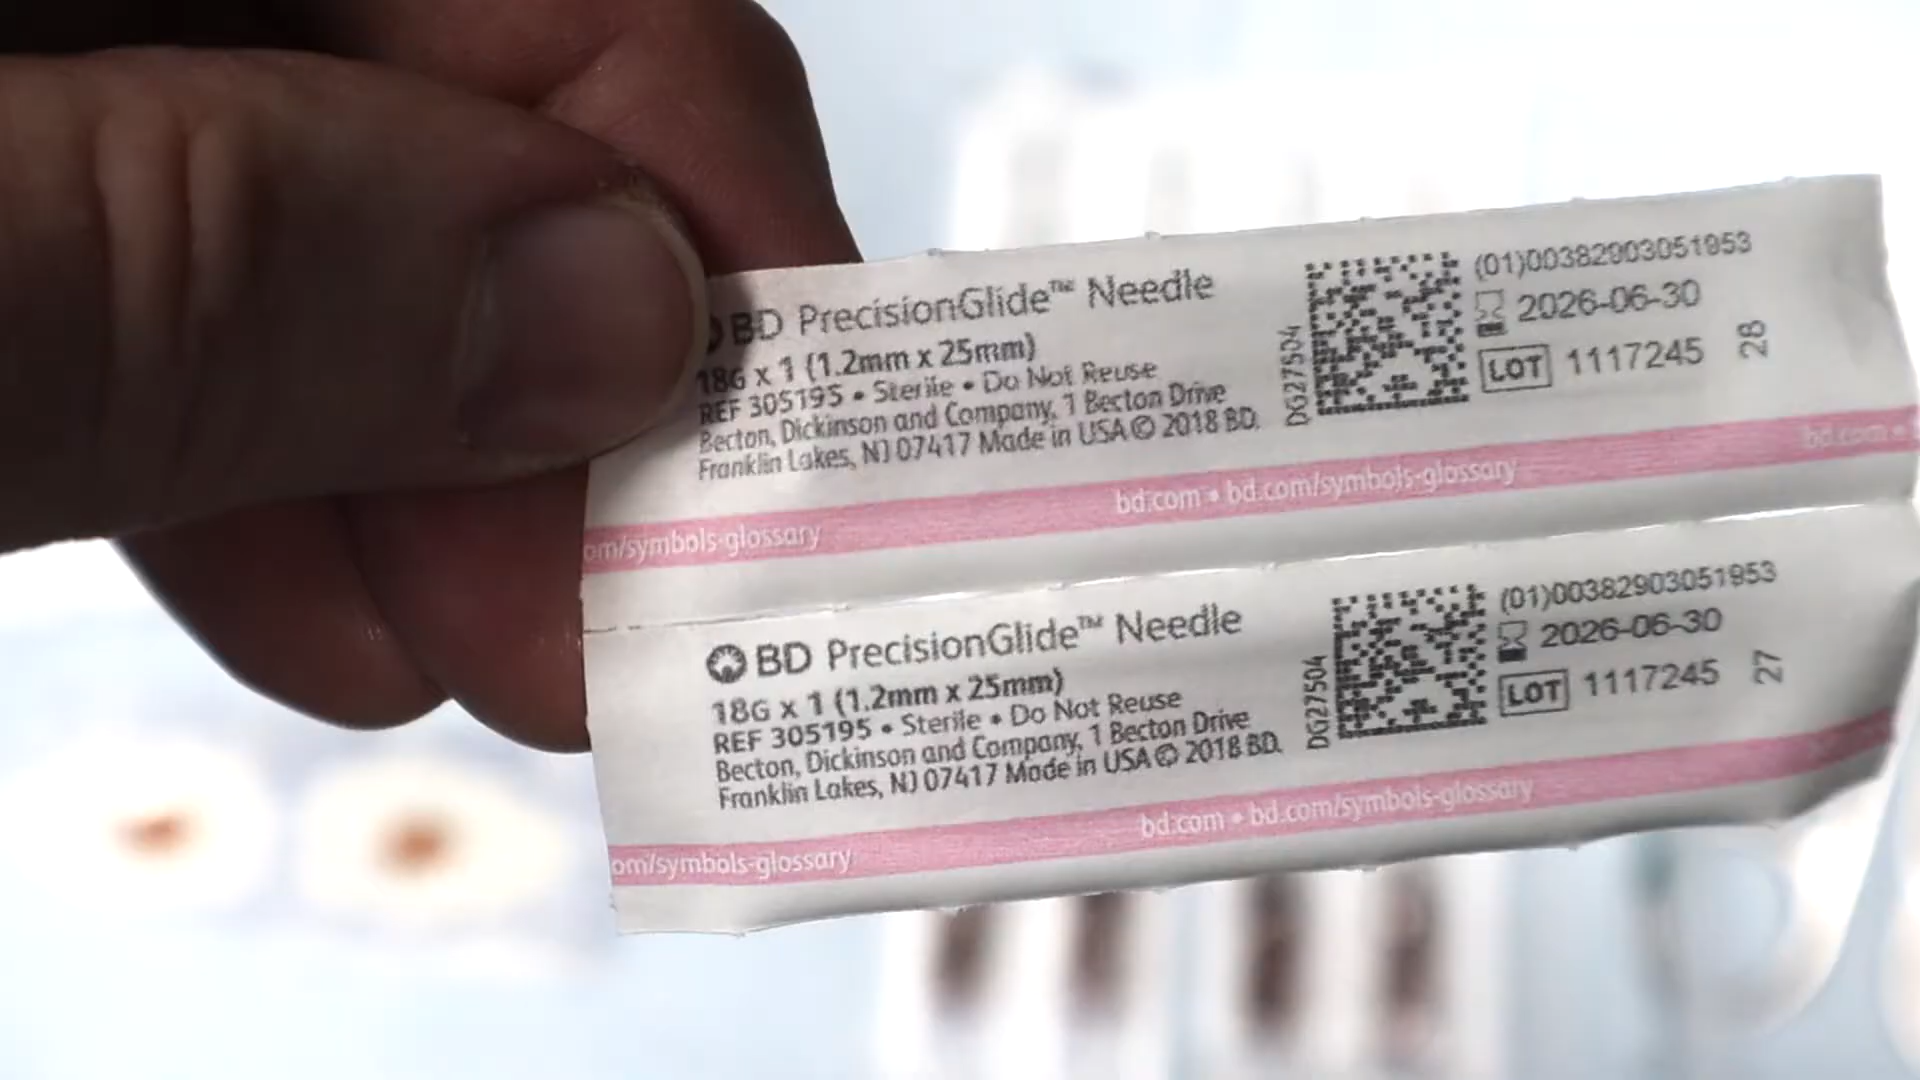 BD PrecisionGlide™ Needle
18G x 1 (1.2mm x 25mm)
REF 305195 • Sterile • Do Not Reuse
Becton, Dickinson and Company, 1 Becton Drive
Franklin Lakes, NJ 07417 Made in USA © 2018 BD.
DG27504
(01)00382903051953
2026-06-30
LOT 1117245
28
om/symbols-glossary
bd.com • bd.com/symbols-glossary
bd.com •
BD PrecisionGlide™ Needle
18G x 1 (1.2mm x 25mm)
REF 305195 • Sterile • Do Not Reuse
Becton, Dickinson and Company, 1 Becton Drive
Franklin Lakes, NJ 07417 Made in USA © 2018 BD.
DG27504
(01)00382903051953
2026-06-30
LOT 1117245
27
om/symbols-glossary
bd.com • bd.com/symbols-glossary